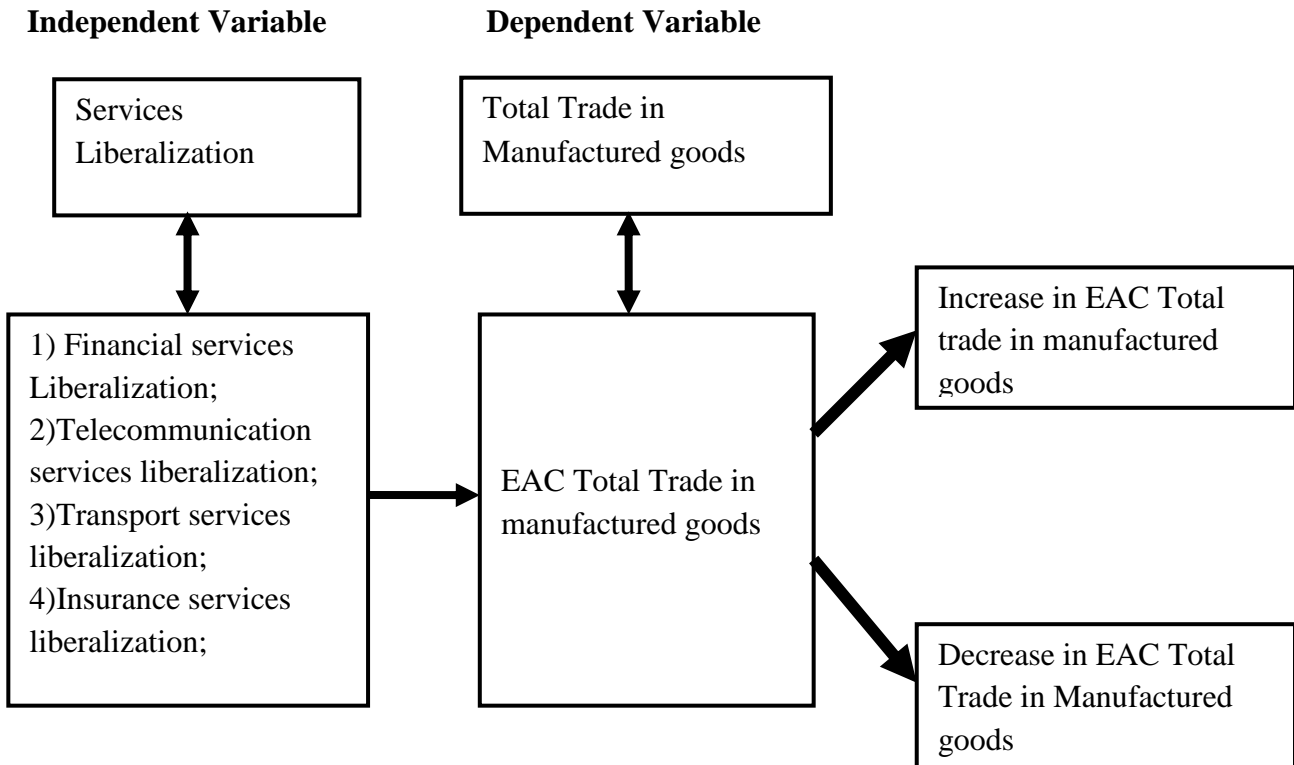 Independent Variable
Dependent Variable
Services
Liberalization
Total Trade in
Manufactured goods
1) Financial services
Liberalization;
2)Telecommunication
services liberalization;
3)Transport services
liberalization;
4)Insurance services
liberalization;
EAC Total Trade in
manufactured goods
Increase in EAC Total
trade in manufactured
goods
Decrease in EAC Total
Trade in Manufactured
goods